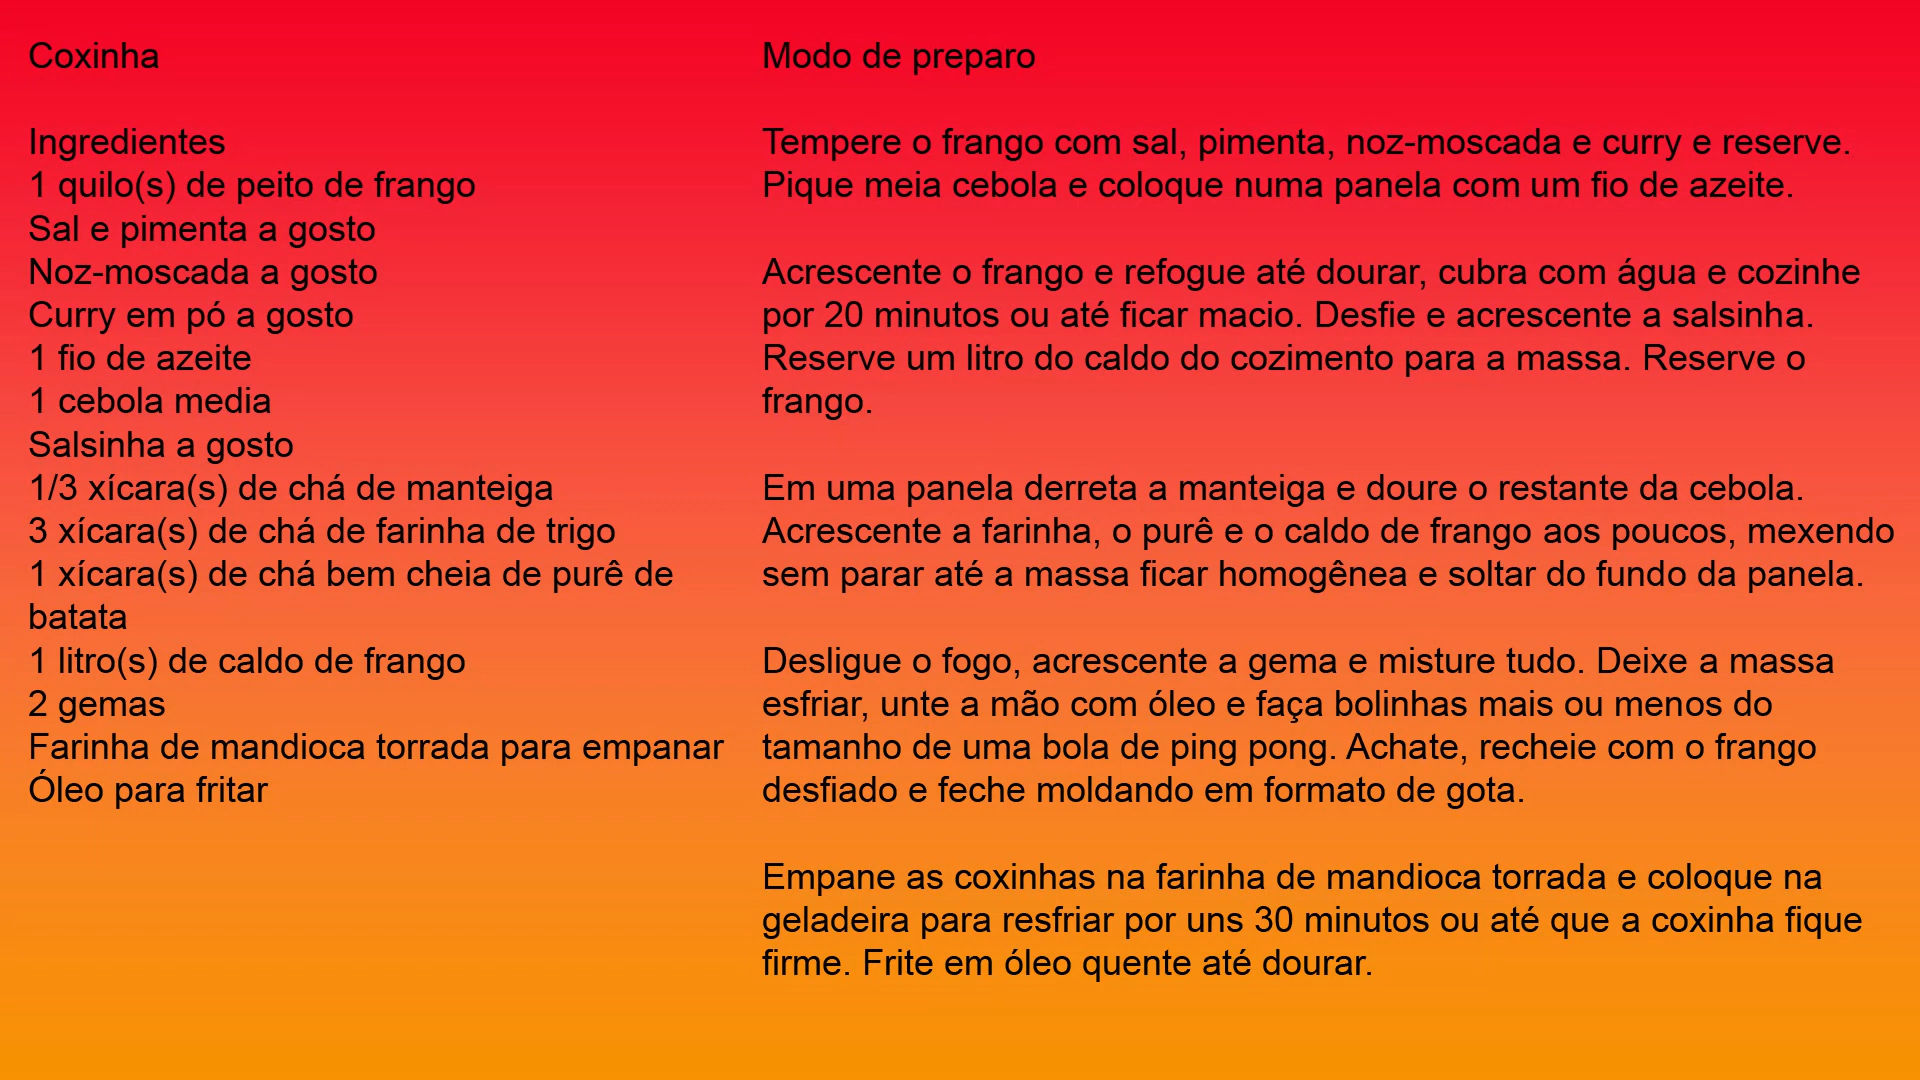 Coxinha
Ingredientes
1 quilo(s) de peito de frango
Sal e pimenta a gosto
Noz-moscada a gosto
Curry em pó a gosto
1 fio de azeite
1 cebola media
Salsinha a gosto
1/3 xícara(s) de chá de manteiga
3 xícara(s) de chá de farinha de trigo
1 xícara(s) de chá bem cheia de purê de
batata
1 litro(s) de caldo de frango
2 gemas
Farinha de mandioca torrada para empanar
Óleo para fritar
Modo de preparo
Tempere o frango com sal, pimenta, noz-moscada e curry e reserve.
Pique meia cebola e coloque numa panela com um fio de azeite.
Acrescente o frango e refogue até dourar, cubra com água e cozinhe
por 20 minutos ou até ficar macio. Desfie e acrescente a salsinha.
Reserve um litro do caldo do cozimento para a massa. Reserve o
frango.
Em uma panela derreta a manteiga e doure o restante da cebola.
Acrescente a farinha, o purê e o caldo de frango aos poucos, mexendo
sem parar até a massa ficar homogênea e soltar do fundo da panela.
Desligue o fogo, acrescente a gema e misture tudo. Deixe a massa
esfriar, unte a mão com óleo e faça bolinhas mais ou menos do
tamanho de uma bola de ping pong. Achate, recheie com o frango
desfiado e feche moldando em formato de gota.
Empane as coxinhas na farinha de mandioca torrada e coloque na
geladeira para resfriar por uns 30 minutos ou até que a coxinha fique
firme. Frite em óleo quente até dourar.